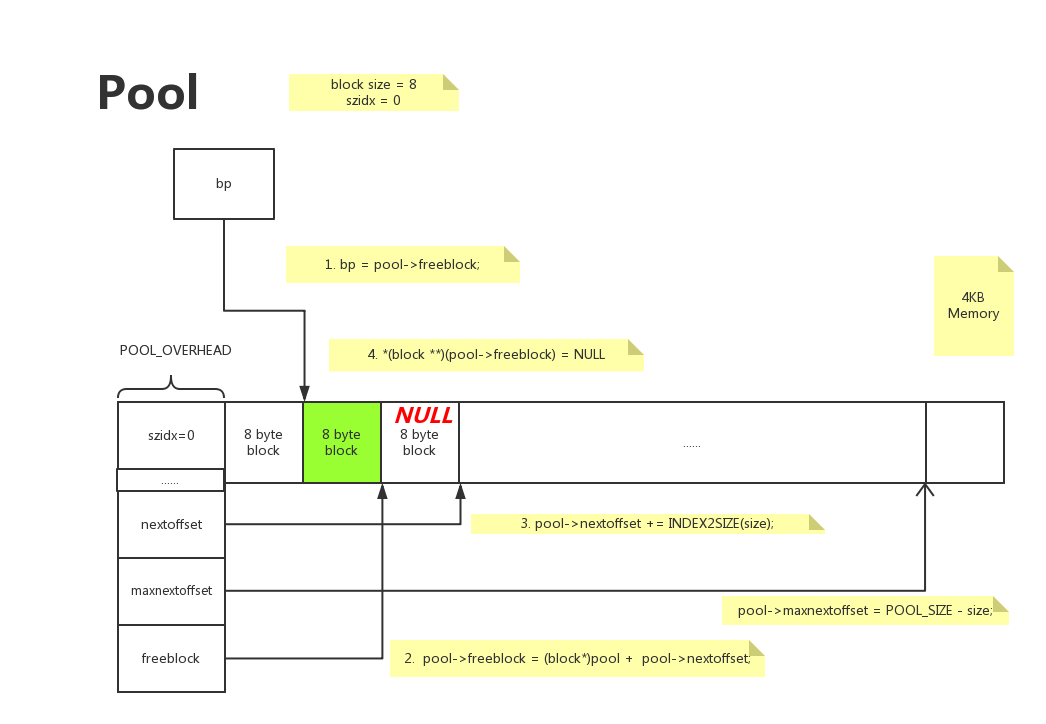 Pool
block size = 8
szidx = 0
bp
1. bp = pool->freeblock;
4KB
Memory
POOL_OVERHEAD
4. *(block **)(pool->freeblock) = NULL
szidx=0
8 byte
block
8 byte
block
NULL
8 byte
block
......
......
nextoffset
3. pool->nextoffset += INDEX2SIZE(size);
maxnextoffset
pool->maxnextoffset = POOL_SIZE - size;
freeblock
2. pool->freeblock = (block*)pool + pool->nextoffset;